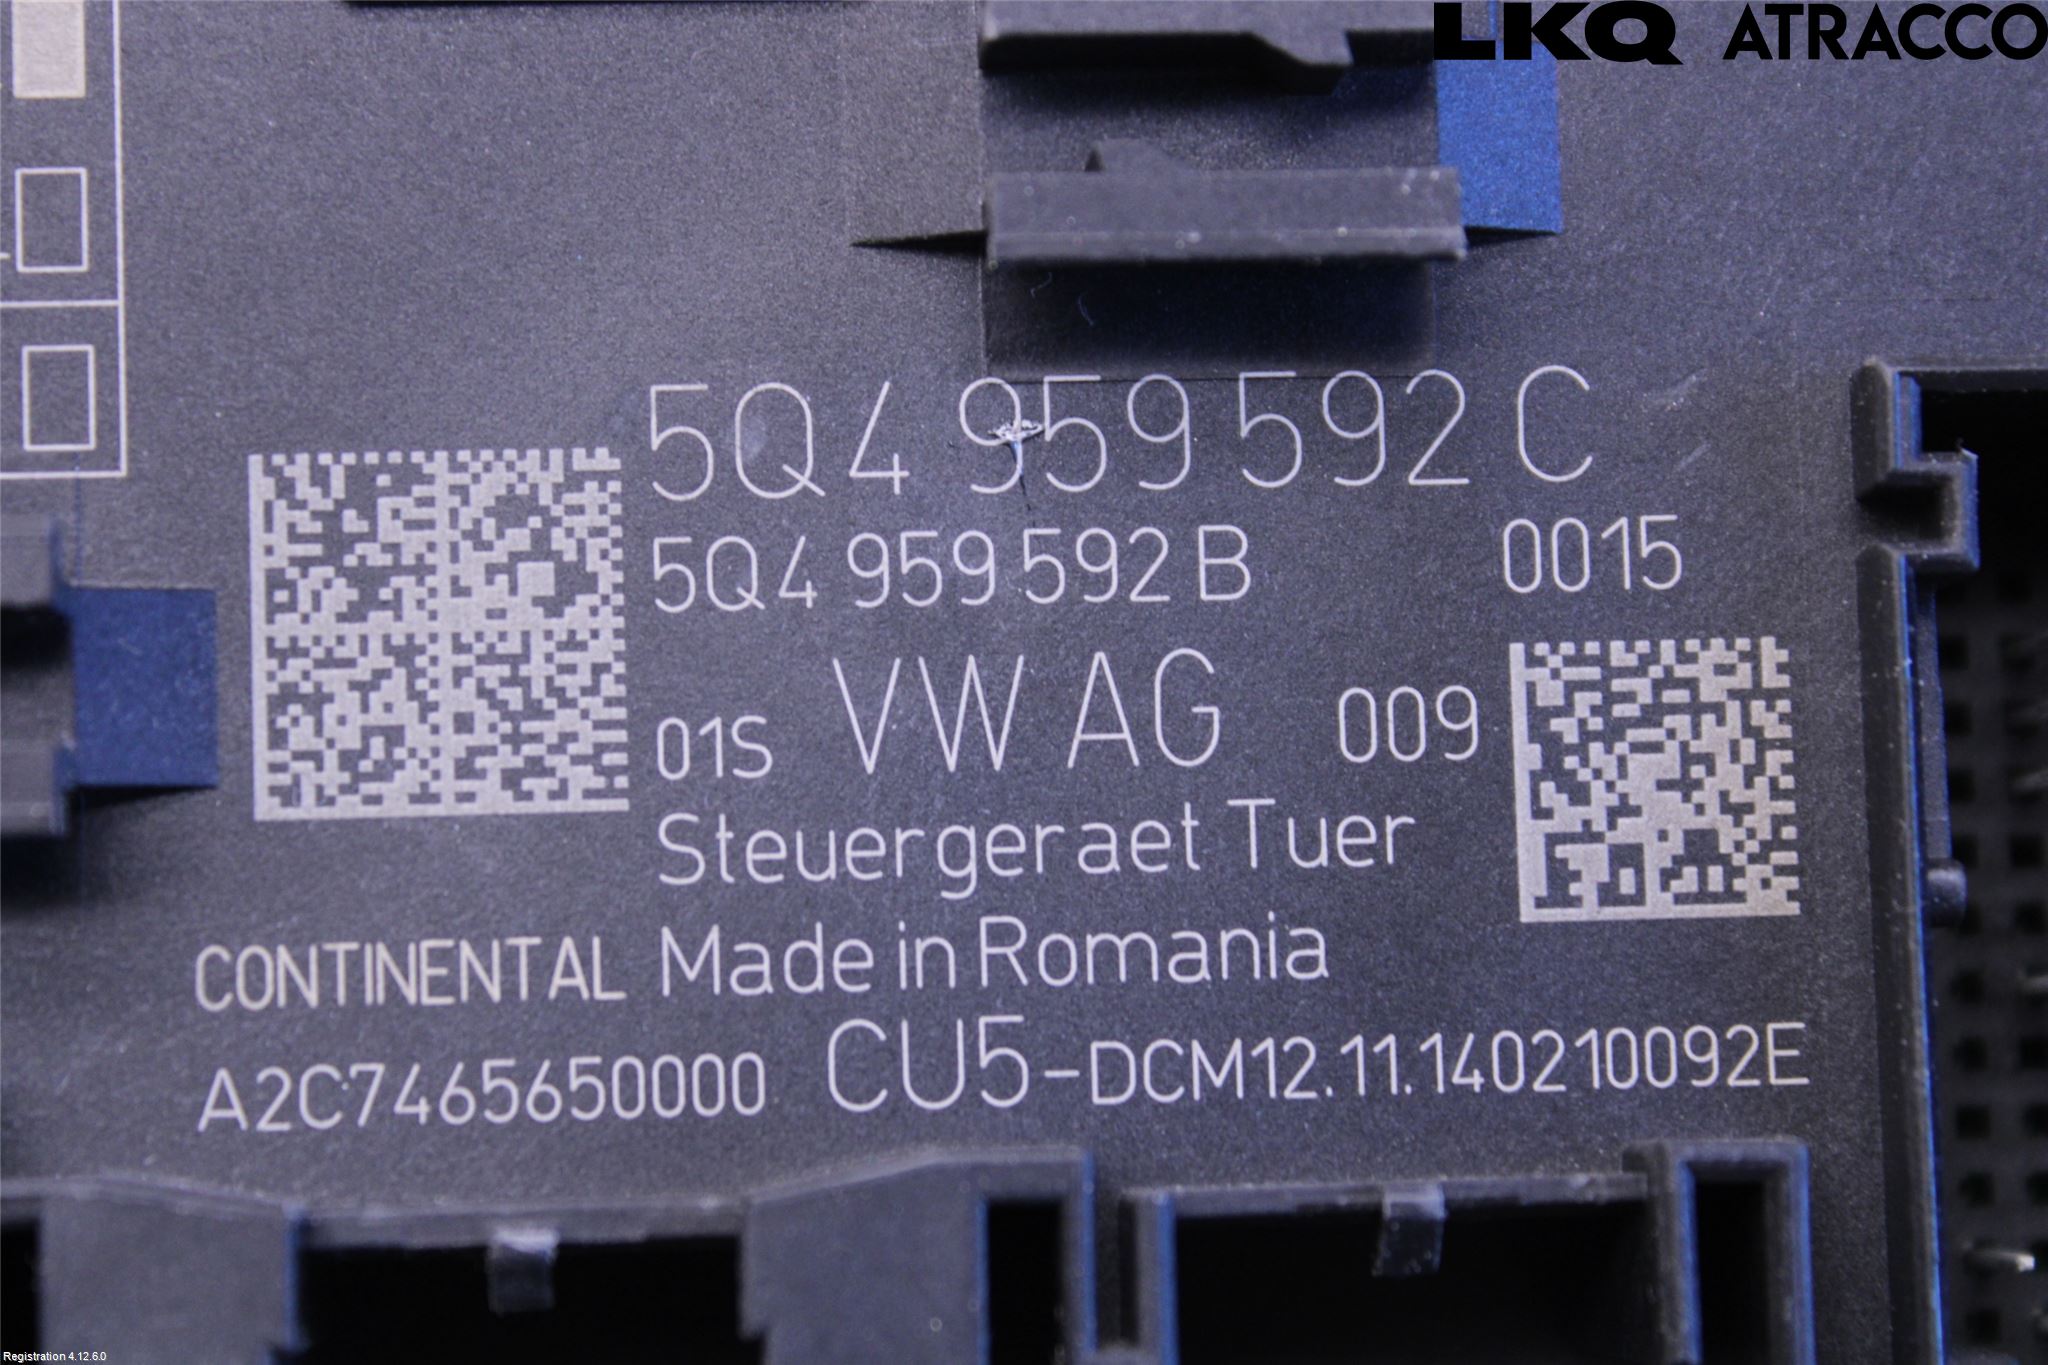 LKQ ATRACCO
5Q4 959 592 C
5Q4 959 592 B 0015
01S VW AG 009
Steuergeraet Tuer
CONTINENTAL Made in Romania
A2C7465650000 CU5-DCM12.11.140210092E
Registration 4.12.6.0